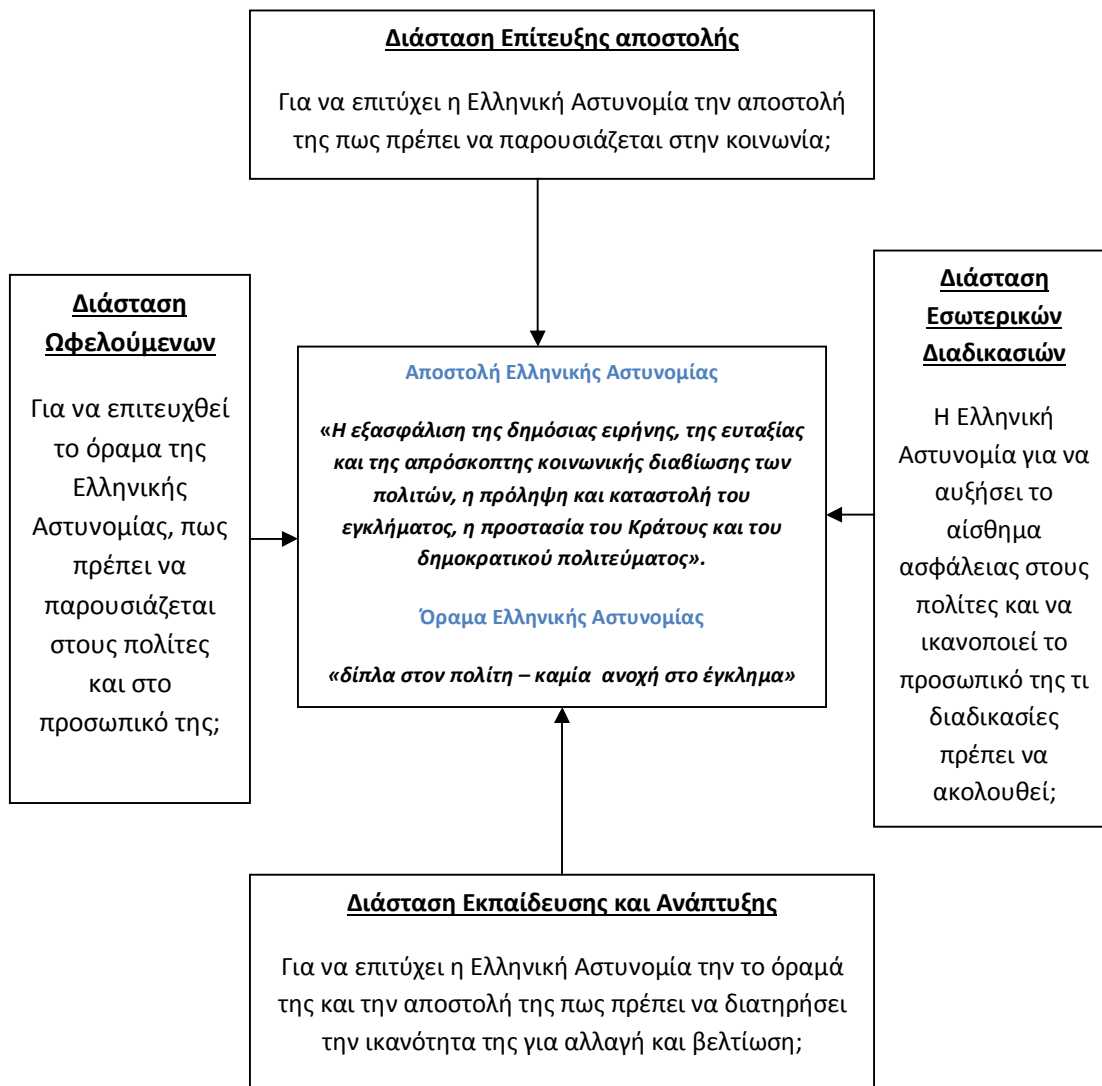 Διάσταση Επίτευξης αποστολής
Για να επιτύχει η Ελληνική Αστυνομία την αποστολή
της πως πρέπει να παρουσιάζεται στην κοινωνία;
Διάσταση
Ωφελούμενων
Για να επιτευχθεί
το όραμα της
Ελληνικής
Αστυνομίας, πως
πρέπει να
παρουσιάζεται
στους πολίτες
και στο
προσωπικό της;
Αποστολή Ελληνικής Αστυνομίας
«Η εξασφάλιση της δημόσιας ειρήνης, της ευταξίας
και της απρόσκοπτης κοινωνικής διαβίωσης των
πολιτών, η πρόληψη και καταστολή του
εγκλήματος, η προστασία του Κράτους και του
δημοκρατικού πολιτεύματος».
Όραμα Ελληνικής Αστυνομίας
«δίπλα στον πολίτη – καμία ανοχή στο έγκλημα»
Διάσταση
Εσωτερικών
Διαδικασιών
Η Ελληνική
Αστυνομία για να
αυξήσει το
αίσθημα
ασφάλειας στους
πολίτες και να
ικανοποιεί το
προσωπικό της τι
διαδικασίες
πρέπει να
ακολουθεί;
Διάσταση Εκπαίδευσης και Ανάπτυξης
Για να επιτύχει η Ελληνική Αστυνομία την το όραμά
της και την αποστολή της πως πρέπει να διατηρήσει
την ικανότητα της για αλλαγή και βελτίωση;